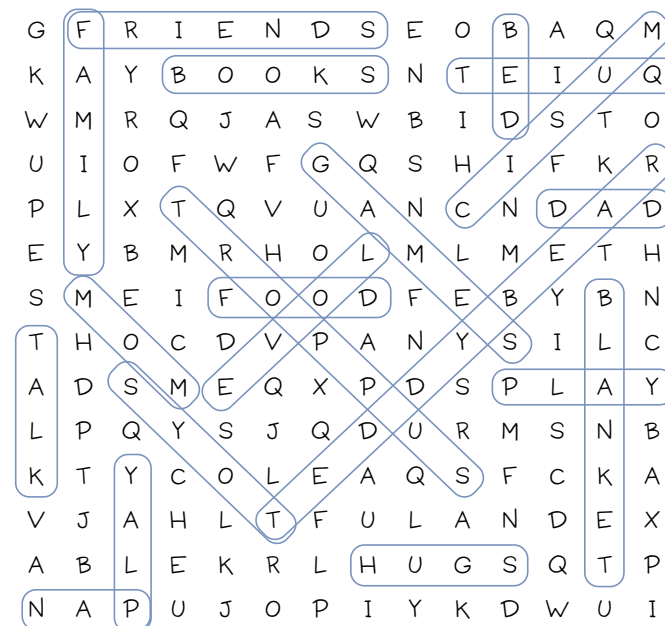 G F R I E N D S E O B A Q M
K A Y B O O K S N T E I U Q
W M R Q J A S W B I D S T O
U I O F W F G Q S H I F K R
P L X T Q V U A N C N D A D
E Y B M R H O L M L M E T H
S M E I F O O D F E B Y B N
T H O C D V P A N Y S I L C
A D S M E Q X P D S P L A Y
L P Q Y S J Q D U R M S N B
K T Y C O L E A Q S F C K A
V J A H L T F U L A N D E X
A B L E K R L H U G S Q T P
N A P U J O P I Y K D W U I